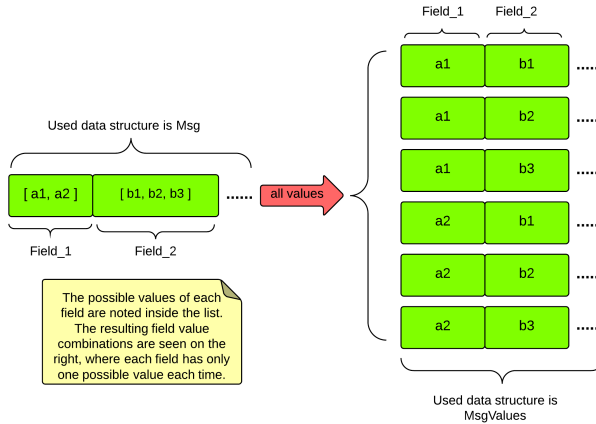 Field_1 Field_2
a1 b1 .....
a1 b2 .....
Used data structure is Msg
a1 b3 .....
[ a1, a2 ] [ b1, b2, b3 ] ...... all values
a2 b1 .....
Field_1 Field_2
a2 b2 .....
a2 b3 .....
The possible values of each
field are noted inside the list.
The resulting field value
combinations are seen on the
right, where each field has only
one possible value each time.
Used data structure is
MsgValues